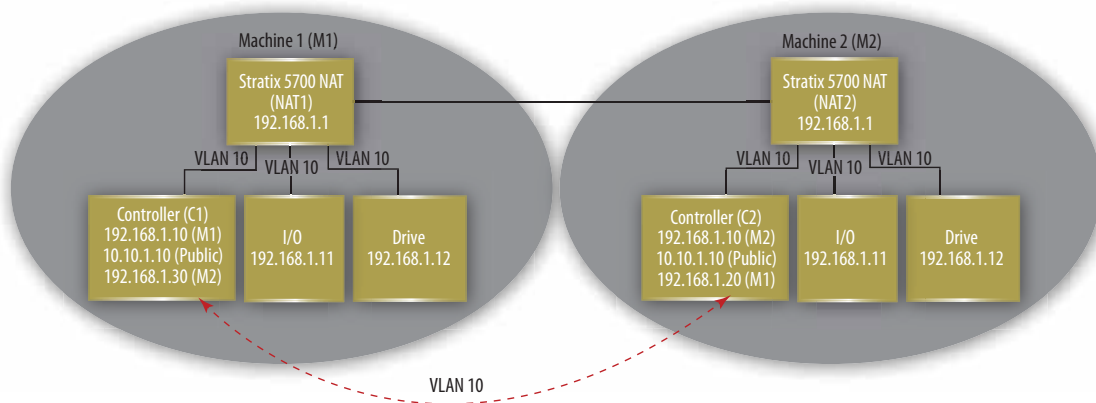 Machine 1 (M1)
Stratix 5700 NAT
(NAT1)
192.168.1.1
VLAN 10
VLAN 10
VLAN 10
Controller (C1)
192.168.1.10 (M1)
10.10.1.10 (Public)
192.168.1.30 (M2)
I/O
192.168.1.11
Drive
192.168.1.12
Machine 2 (M2)
Stratix 5700 NAT
(NAT2)
192.168.1.1
VLAN 10
VLAN 10
VLAN 10
Controller (C2)
192.168.1.10 (M2)
10.10.1.10 (Public)
192.168.1.20 (M1)
I/O
192.168.1.11
Drive
192.168.1.12
VLAN 10